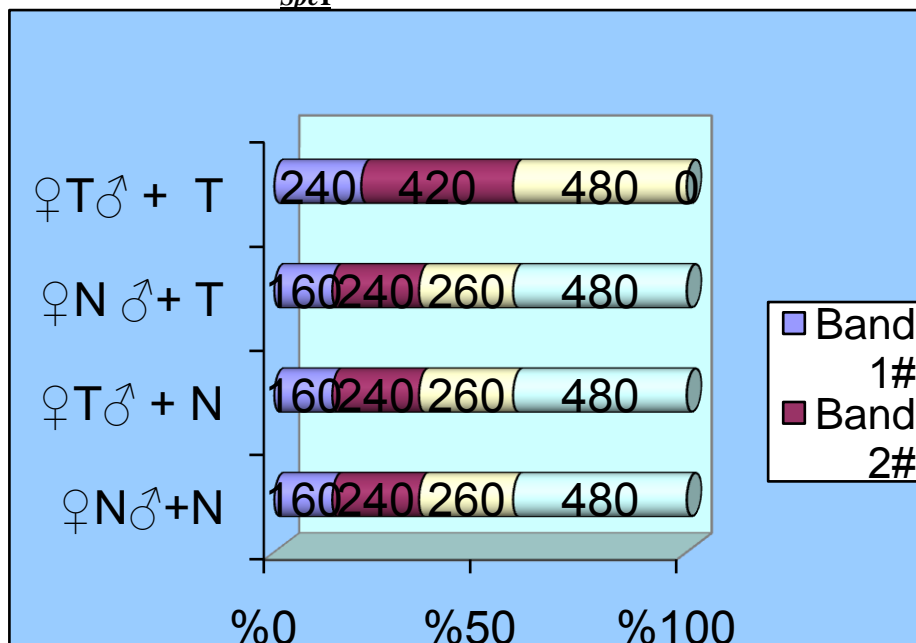 SpeI
♀T♂ + T
240 420 480 0
♀N ♂+ T
160 240 260 480
♀T♂ + N
160 240 260 480
♀N♂+N
160 240 260 480
%0 %50 %100
Band
1#
Band
2#